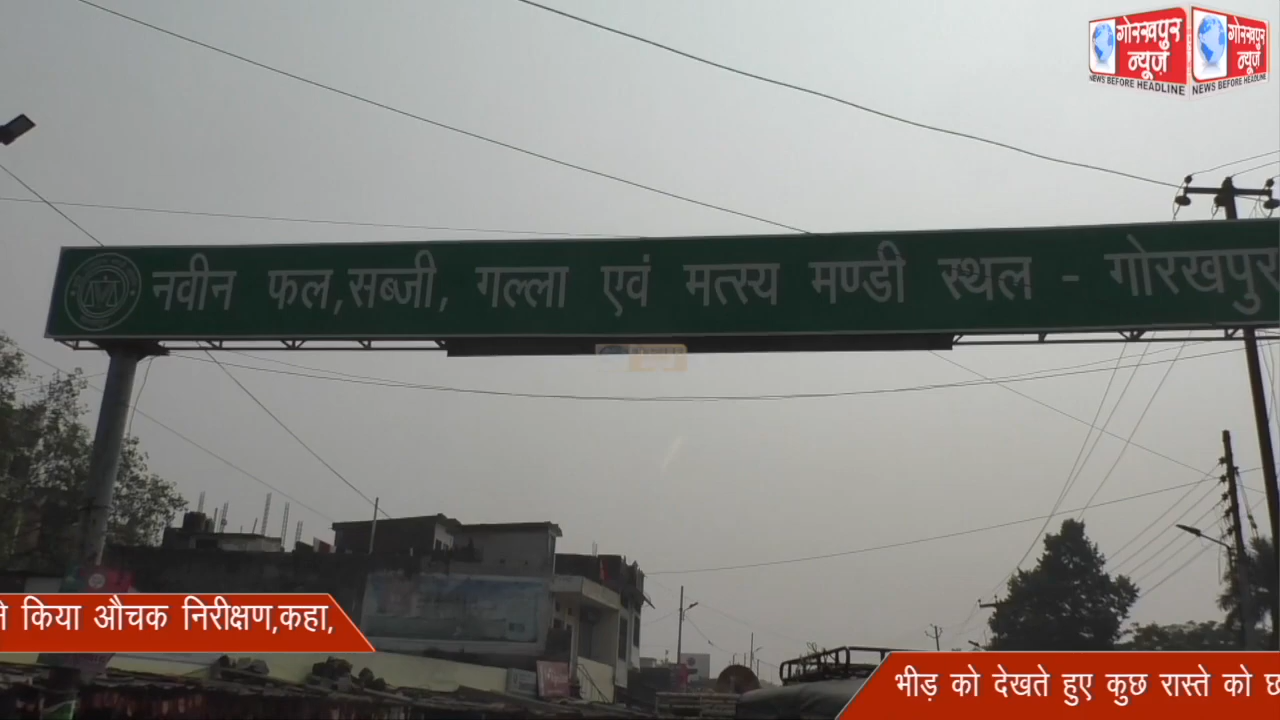 गोरखपुर
न्यूज़
NEWS BEFORE HEADLINE
गोरखपुर
न्यूज़
NEWS BEFORE HEADLINE
नवीन फल,सब्जी, गल्ला एवं मत्स्य मण्डी स्थल - गोरखपुर
किया औचक निरीक्षण,कहा,
भीड़ को देखते हुए कुछ रास्ते को